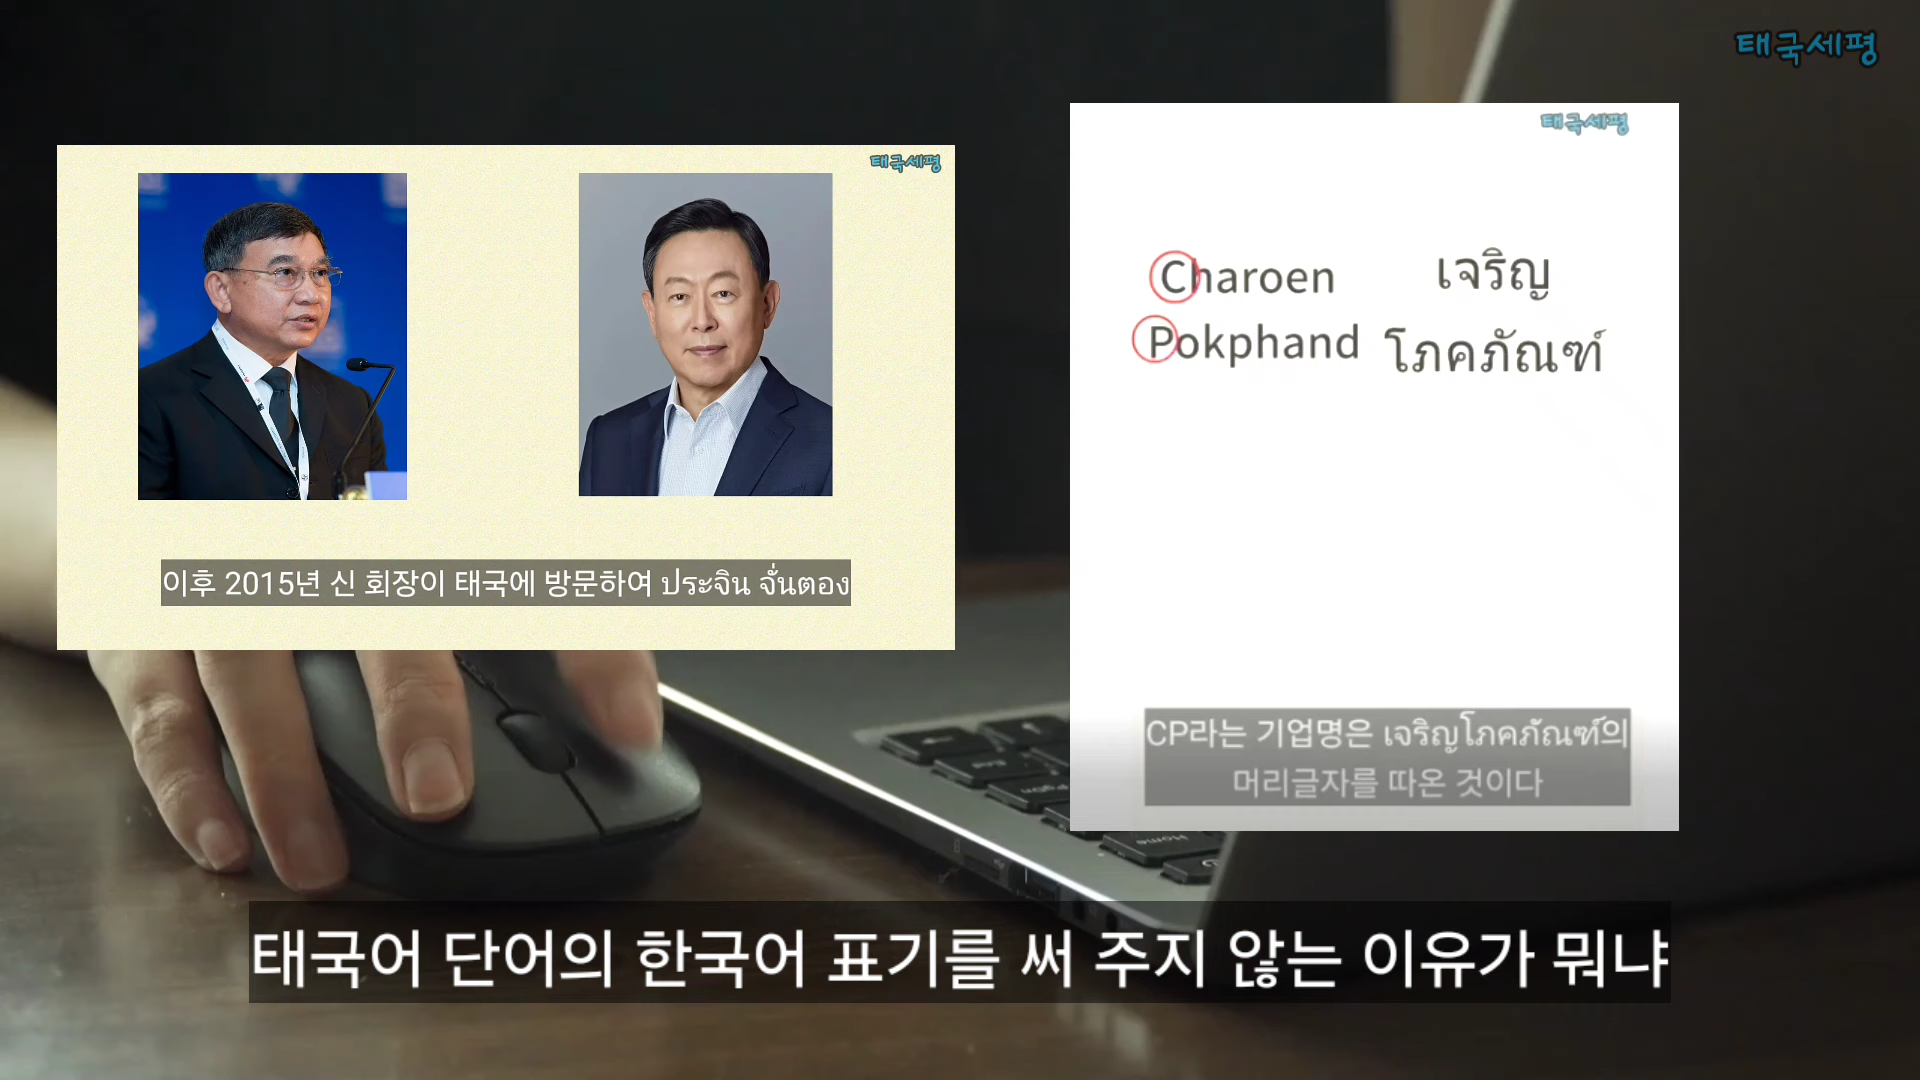 태국세평
태국세평
이후 2015년 신 회장이 태국에 방문하여 ประจิน จั่นตอง
태국세평
Charoen เจริญ
Pokphand โภคภัณฑ์
CP라는 기업명은 เจริญโภคภัณฑ์의
머리글자를 따온 것이다
태국어 단어의 한국어 표기를 써 주지 않는 이유가 뭐냐